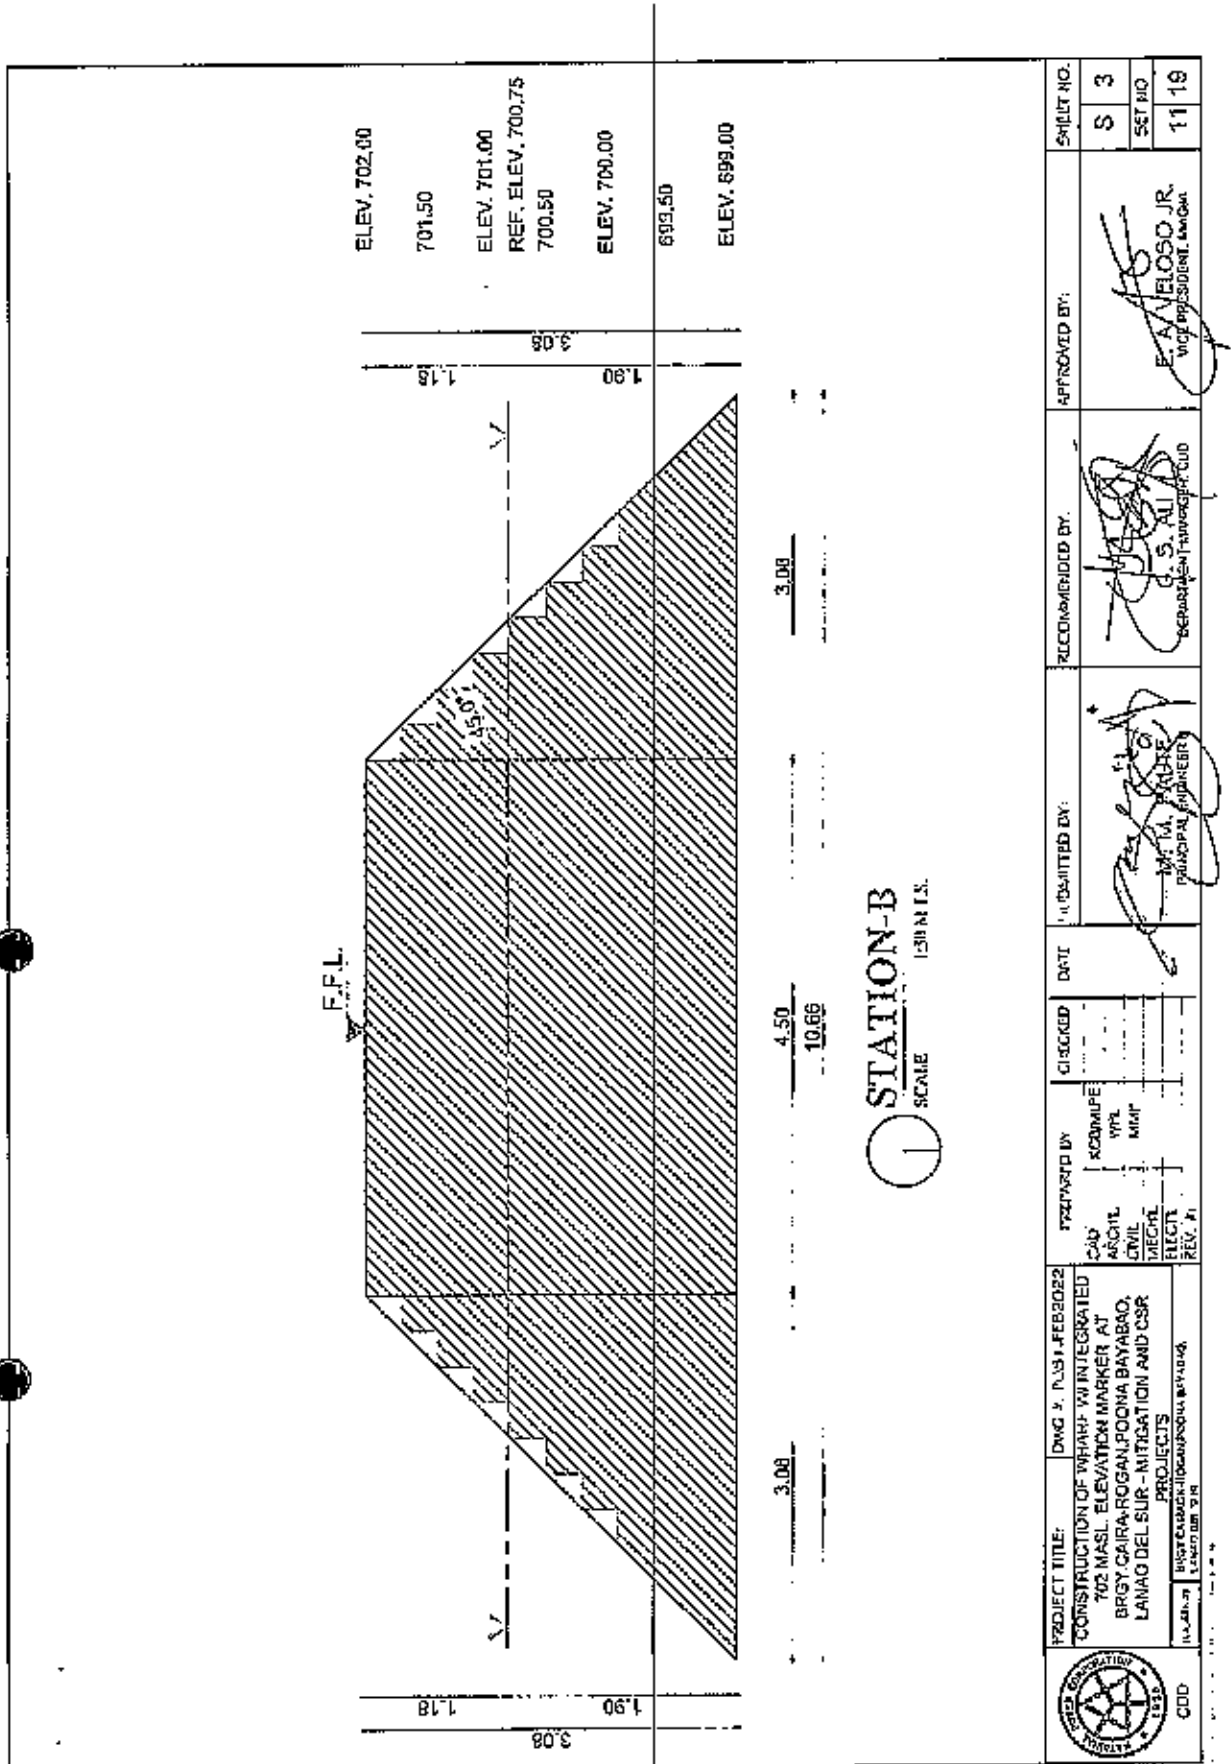 F.F.L.
ELEV. 702.00
701.50
ELEV. 701.00
REF. ELEV. 700.75
700.50
ELEV. 700.00
699.50
ELEV. 699.00
1.18
1.90
3.08
1.18
1.90
3.08
45.0°
3.08
4.50
3.08
10.66
STATION-B
SCALE
PROJECT TITLE:
CONSTRUCTION OF WHARF W/ INTEGRATED
702 MASL. ELEVATION MARKER AT
BRGY.CAIRA-ROGAN,POONA BAYABAO,
LANAO DEL SUR - MITIGATION AND CSR
PROJECTS
CDD
PREPARED BY
CAD
ARCHTL
WPL
CIVIL
MMP
MECH'L
ELECT'L
CHECKED
DATE
SUBMITTED BY:
PRINCIPAL ENGINEER
RECOMMENDED BY:
G. S. ALI
DEPARTMENT MANAGER, CDD
APPROVED BY:
E. A. VELOSO JR.
VICE PRESIDENT
SHEET NO.
S 3
SET NO
11 19